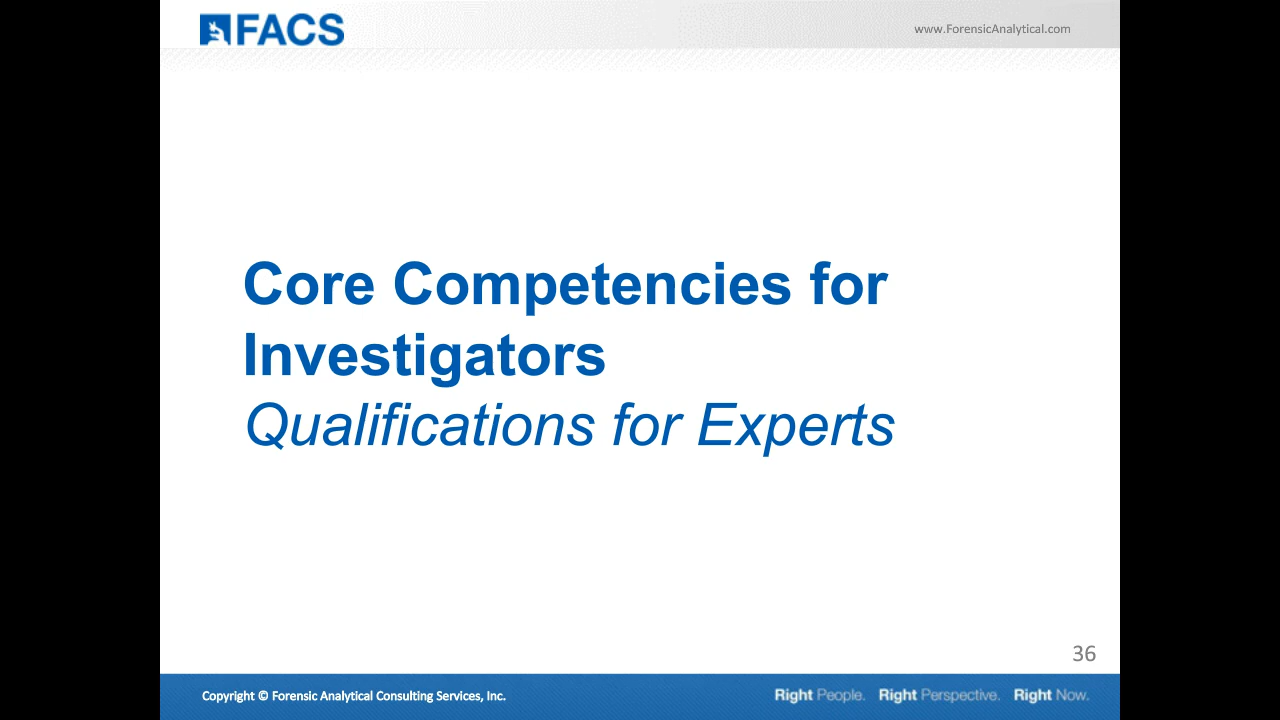 FACS
www.ForensicAnalytical.com
Core Competencies for
Investigators
Qualifications for Experts
36
Copyright © Forensic Analytical Consulting Services, Inc.
Right People. Right Perspective. Right Now.